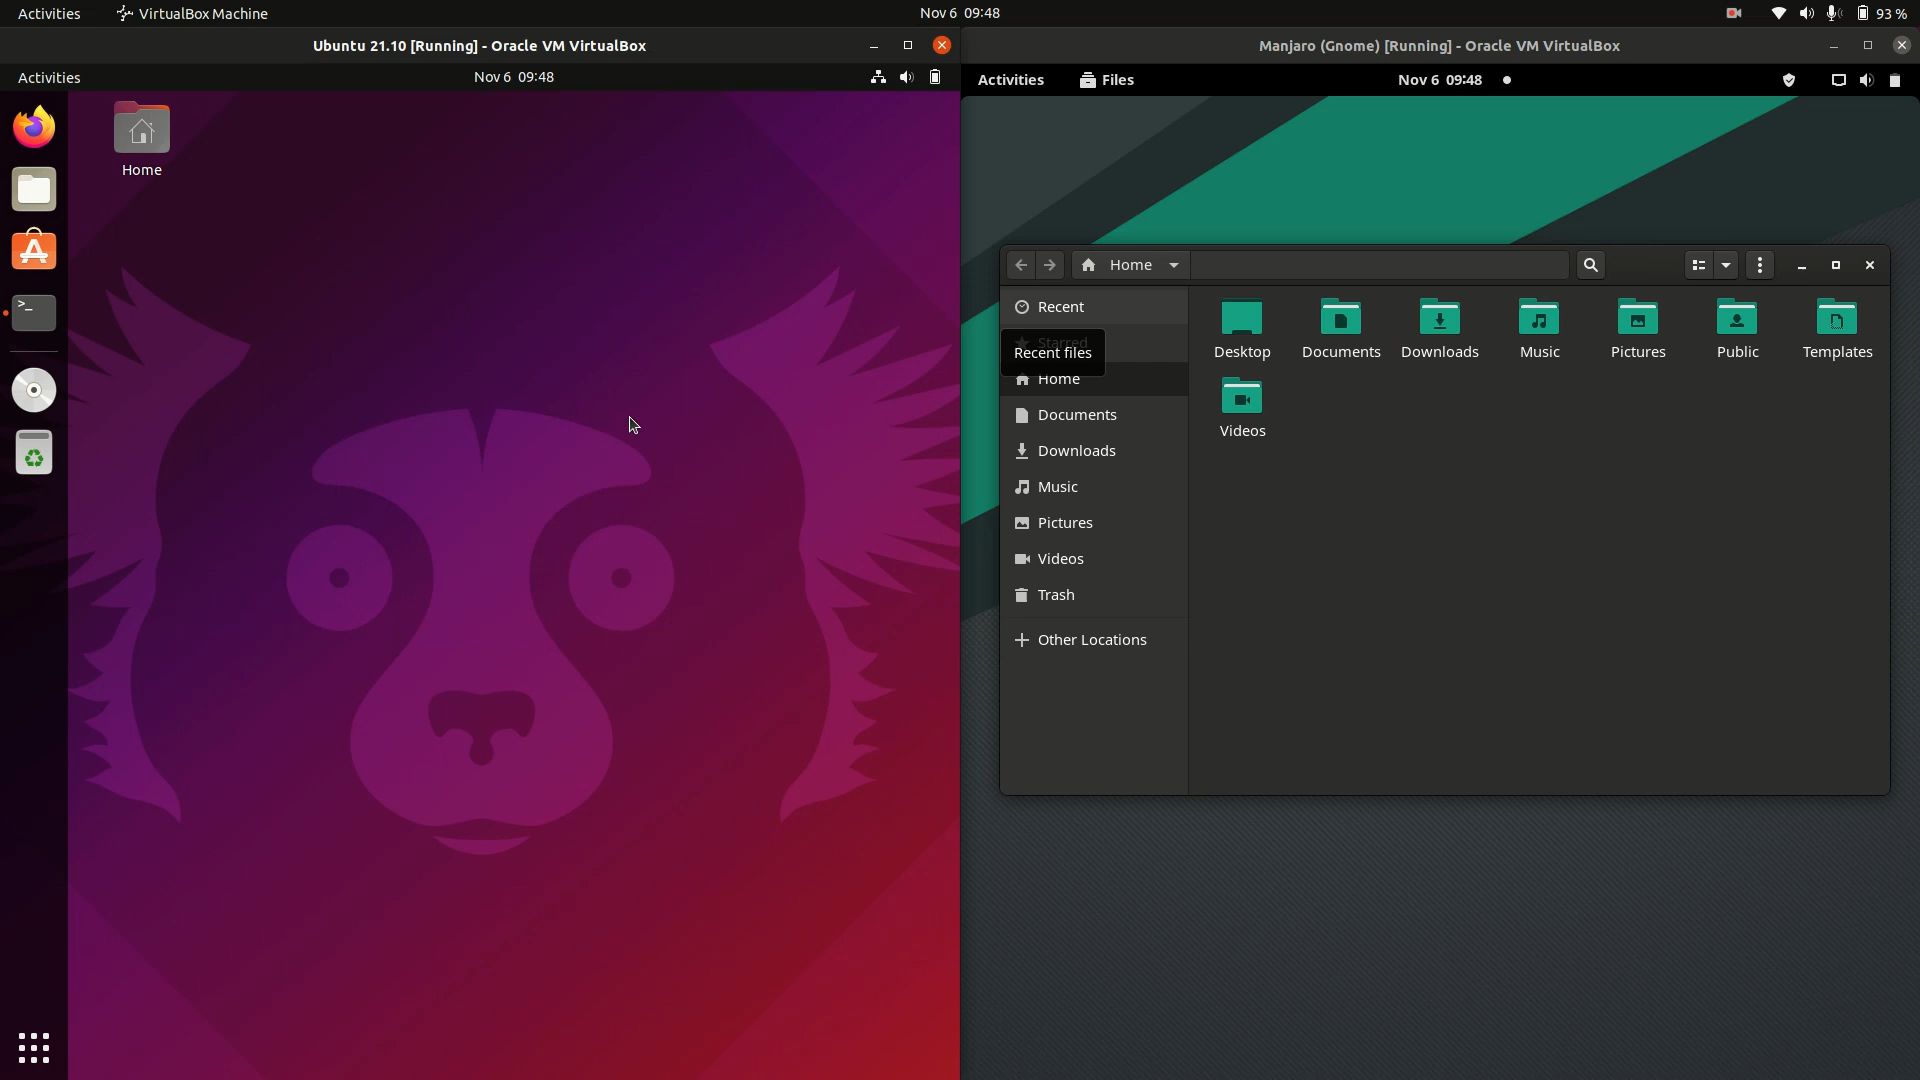 Activities VirtualBox Machine Nov 6 09:48 93 %
Ubuntu 21.10 [Running] - Oracle VM VirtualBox
Activities Nov 6 09:48
Home
Manjaro (Gnome) [Running] - Oracle VM VirtualBox
Activities Files Nov 6 09:48
Home
Recent
Starred
Recent files
Home
Documents
Downloads
Music
Pictures
Videos
Trash
Other Locations
Desktop Documents Downloads Music Pictures Public Templates
Videos